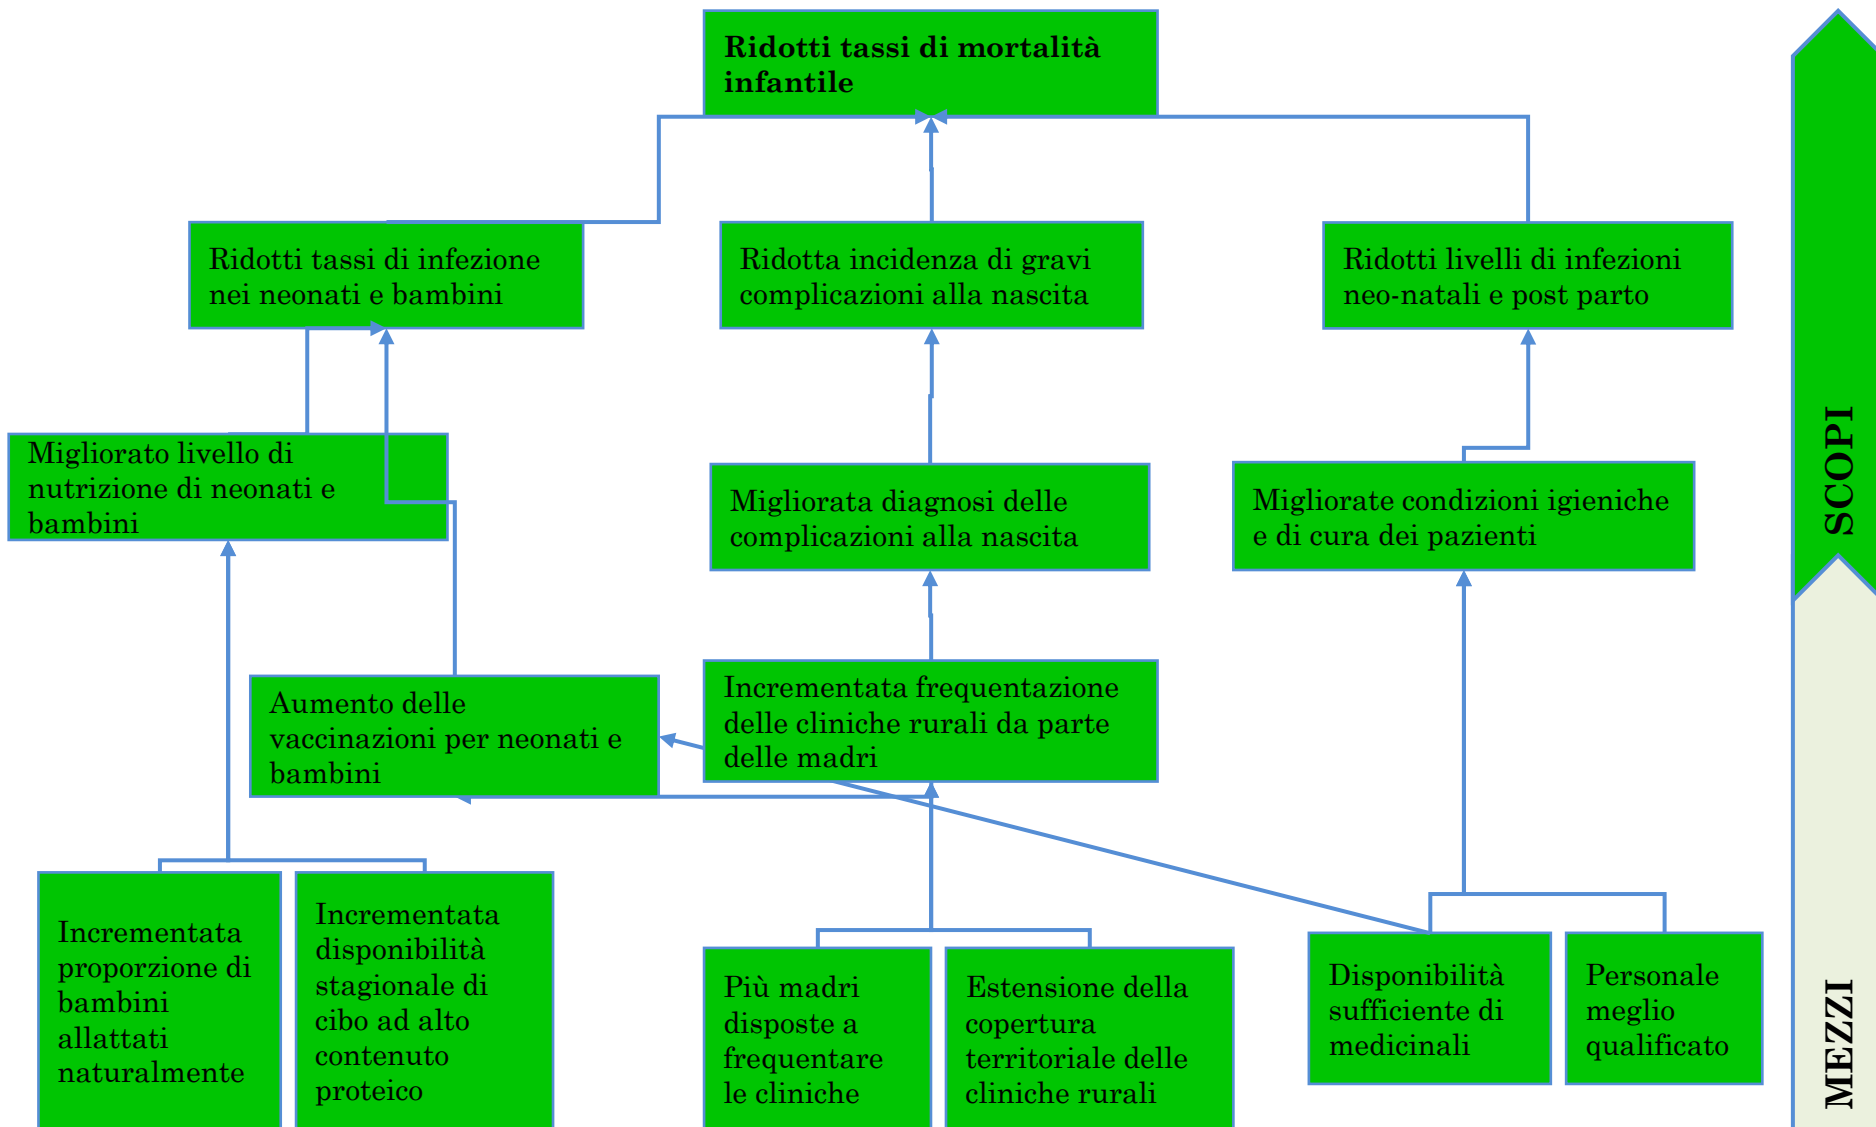 Ridotti tassi di mortalità
infantile
Ridotti tassi di infezione
nei neonati e bambini
Ridotta incidenza di gravi
complicazioni alla nascita
Ridotti livelli di infezioni
neo-natali e post parto
Migliorato livello di
nutrizione di neonati e
bambini
Migliorata diagnosi delle
complicazioni alla nascita
Migliorate condizioni igieniche
e di cura dei pazienti
SCOPI
Aumento delle
vaccinazioni per neonati e
bambini
Incrementata frequentazione
delle cliniche rurali da parte
delle madri
Incrementata
proporzione di
bambini
allattati
naturalmente
Incrementata
disponibilità
stagionale di
cibo ad alto
contenuto
proteico
Più madri
disposte a
frequentare
le cliniche
Estensione della
copertura
territoriale delle
cliniche rurali
Disponibilità
sufficiente di
medicinali
Personale
meglio
qualificato
MEZZI